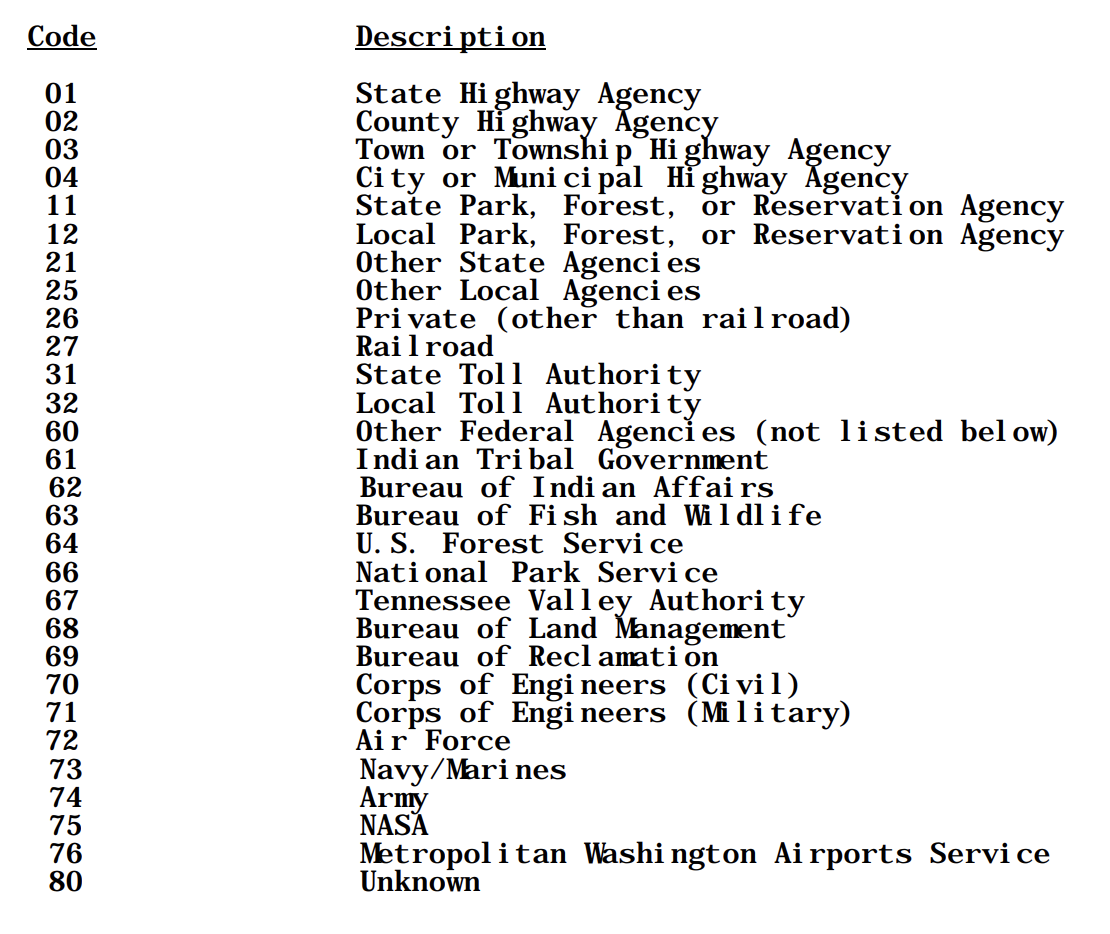 Code Description
01 State Highway Agency
02 County Highway Agency
03 Town or Township Highway Agency
04 City or Municipal Highway Agency
11 State Park, Forest, or Reservation Agency
12 Local Park, Forest, or Reservation Agency
21 Other State Agencies
25 Other Local Agencies
26 Private (other than railroad)
27 Railroad
31 State Toll Authority
32 Local Toll Authority
60 Other Federal Agencies (not listed below)
61 Indian Tribal Government
62 Bureau of Indian Affairs
63 Bureau of Fish and Wildlife
64 U.S. Forest Service
66 National Park Service
67 Tennessee Valley Authority
68 Bureau of Land Management
69 Bureau of Reclamation
70 Corps of Engineers (Civil)
71 Corps of Engineers (Military)
72 Air Force
73 Navy/Marines
74 Army
75 NASA
76 Metropolitan Washington Airports Service
80 Unknown